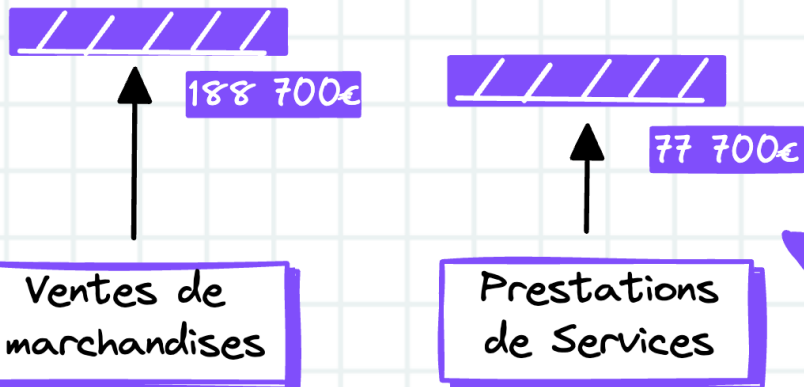 188 700€
77 700€
Ventes de
marchandises
Prestations
de Services